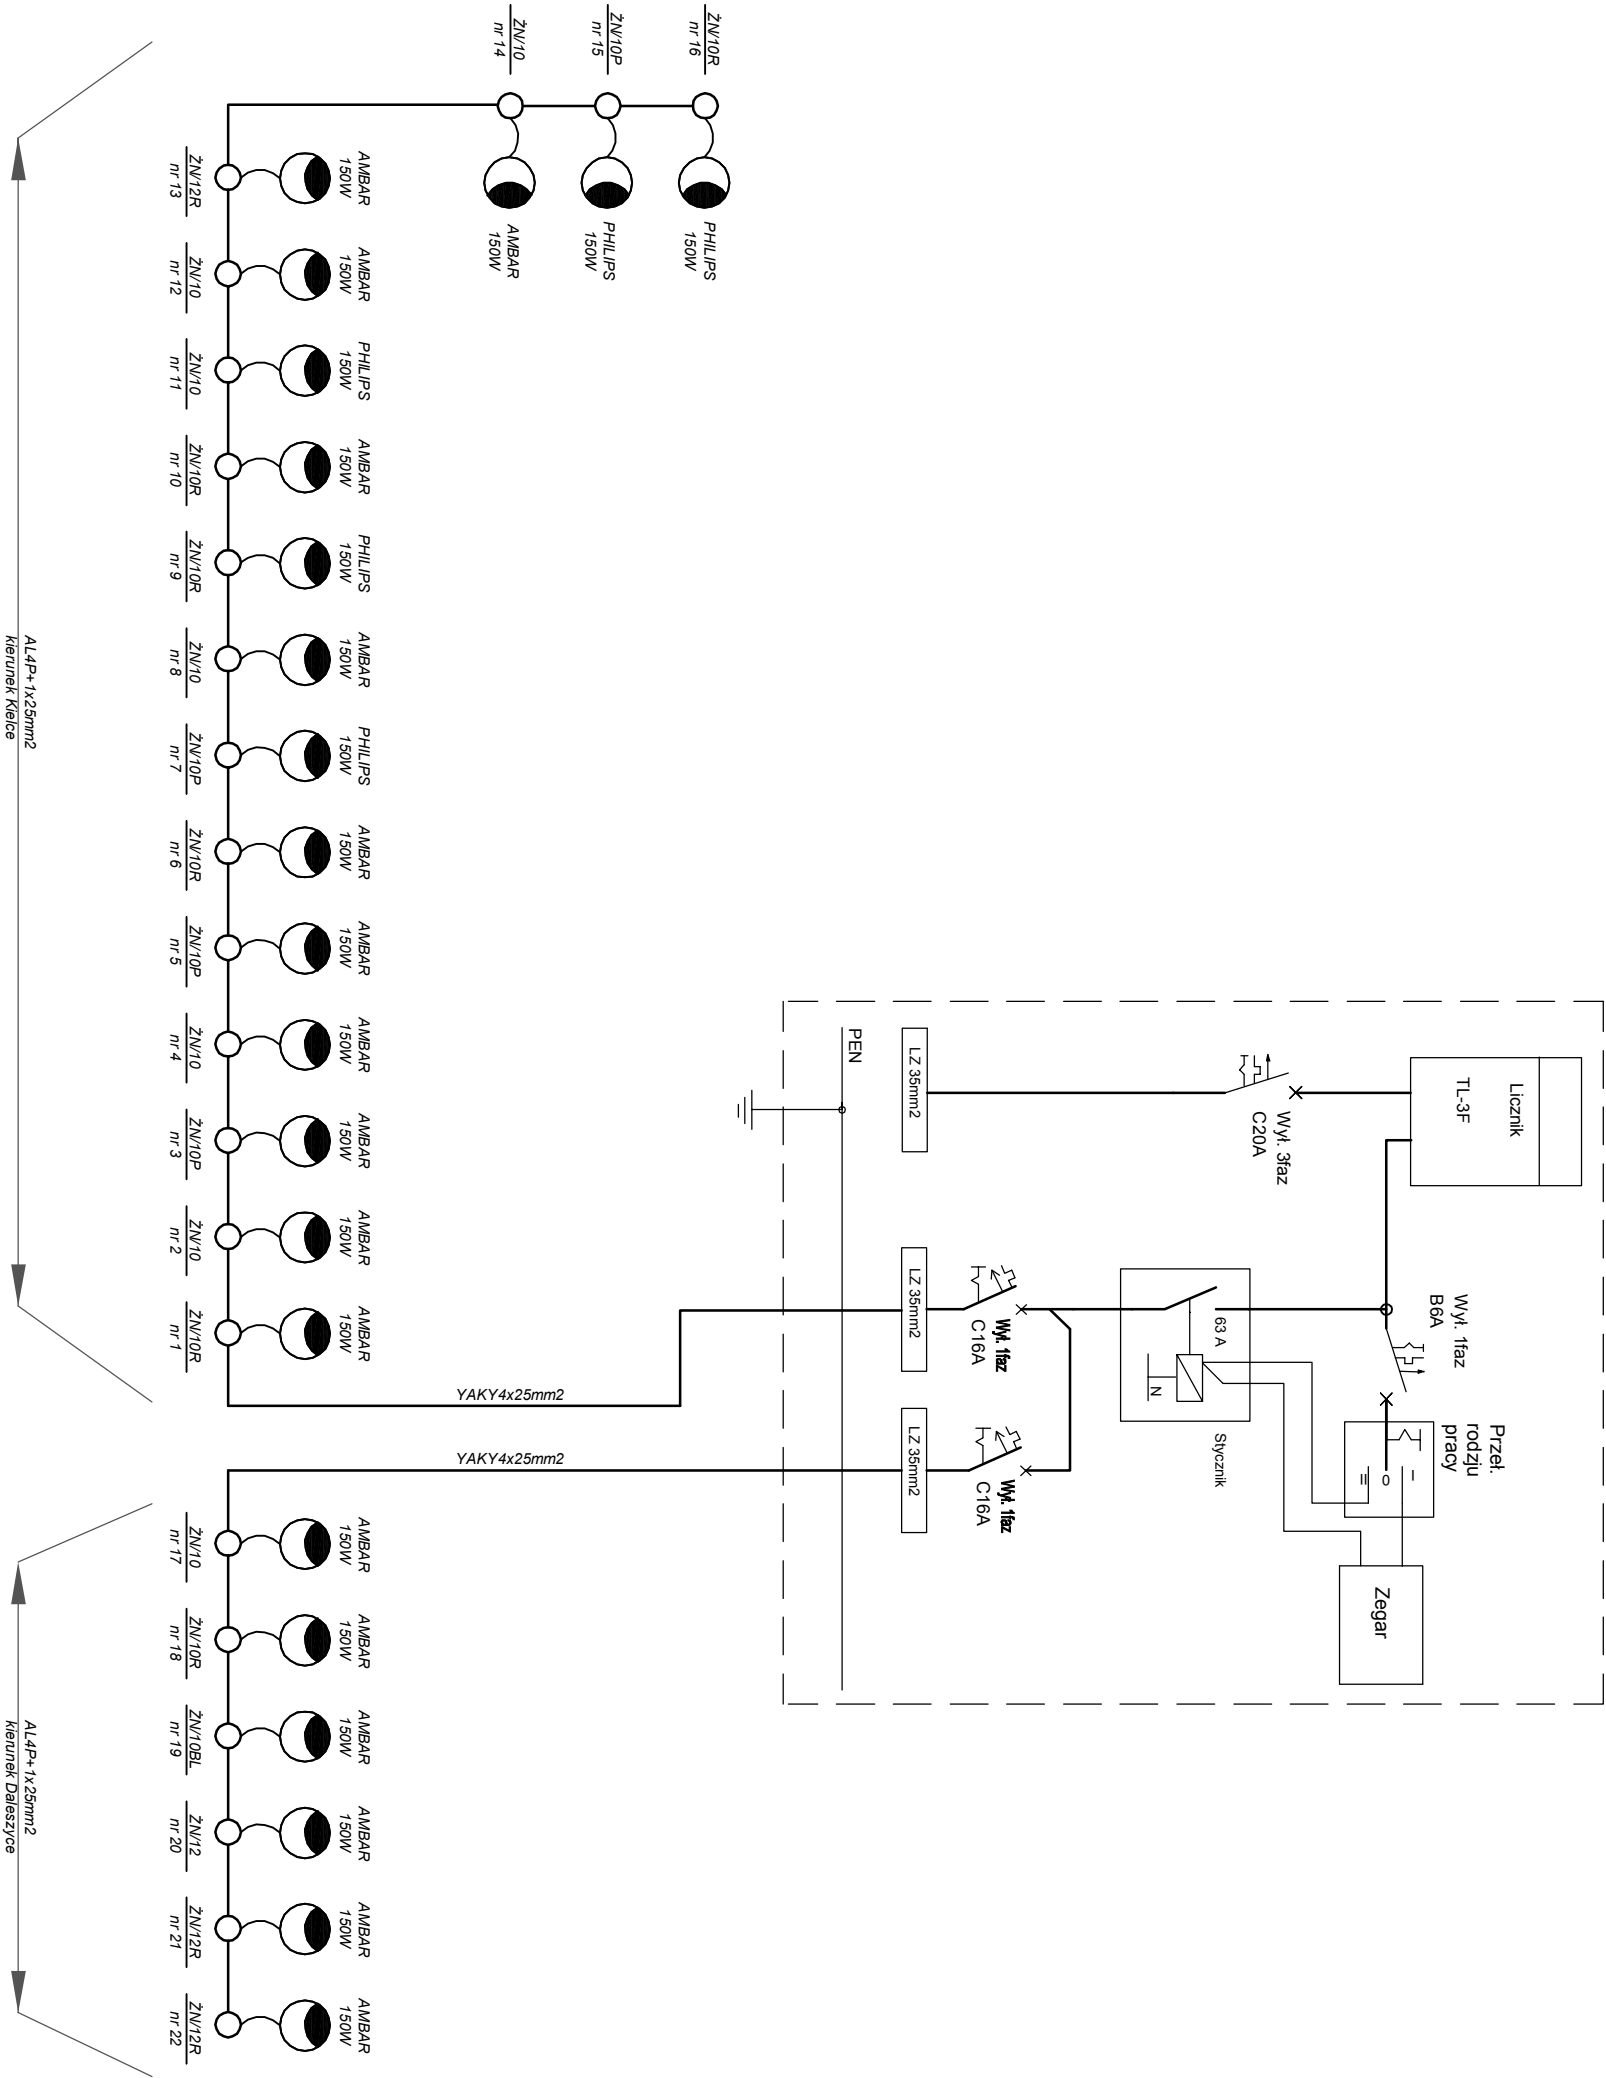 Licznik
TL-3F
Wył. 3faz
C20A
Wył. 1faz
B6A
Przeł.
rodzju
pracy
I
0
II
Zegar
63 A
N
Stycznik
Wył. 1faz
C16A
Wył. 1faz
C16A
LZ 35mm2
LZ 35mm2
LZ 35mm2
PEN
YAKY4x25mm2
YAKY4x25mm2
ŻN/10R
nr 16
PHILIPS
150W
ŻN/10P
nr 15
PHILIPS
150W
ŻN/10
nr 14
AMBAR
150W
AMBAR
150W
ŻN/12R
nr 13
AMBAR
150W
ŻN/10
nr 12
PHILIPS
150W
ŻN/10
nr 11
AMBAR
150W
ŻN/10R
nr 10
PHILIPS
150W
ŻN/10R
nr 9
AMBAR
150W
ŻN/10
nr 8
PHILIPS
150W
ŻN/10P
nr 7
AMBAR
150W
ŻN/10R
nr 6
AMBAR
150W
ŻN/10P
nr 5
AMBAR
150W
ŻN/10
nr 4
AMBAR
150W
ŻN/10P
nr 3
AMBAR
150W
ŻN/10
nr 2
AMBAR
150W
ŻN/10R
nr 1
AMBAR
150W
ŻN/10
nr 17
AMBAR
150W
ŻN/10R
nr 18
AMBAR
150W
ŻN/10BL
nr 19
AMBAR
150W
ŻN/12
nr 20
AMBAR
150W
ŻN/12R
nr 21
AMBAR
150W
ŻN/12R
nr 22
AL4P+1x25mm2
kierunek Kielce
AL4P+1x25mm2
kierunek Daleszyce